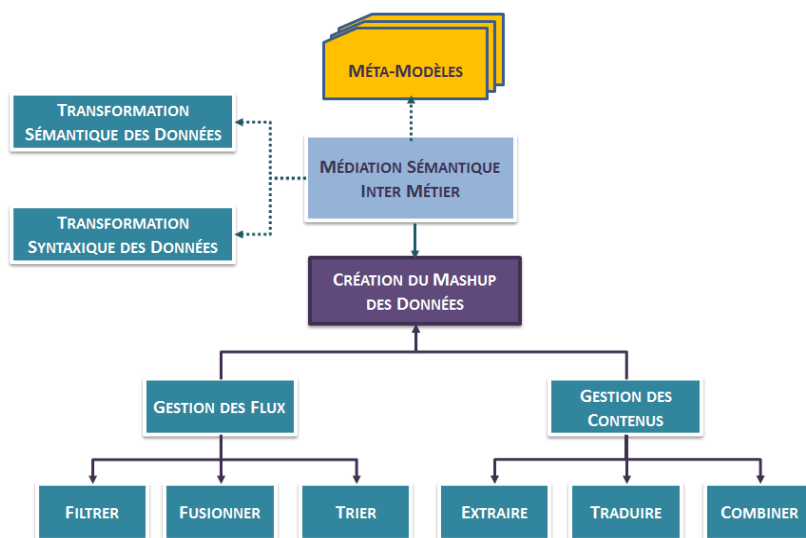 MÉTA-MODÈLES
TRANSFORMATION
SÉMANTIQUE DES DONNÉES
MÉDIATION SÉMANTIQUE
INTER MÉTIER
TRANSFORMATION
SYNTAXIQUE DES DONNÉES
CRÉATION DU MASHUP
DES DONNÉES
GESTION DES FLUX
GESTION DES
CONTENUS
FILTRER
FUSIONNER
TRIER
EXTRAIRE
TRADUIRE
COMBINER